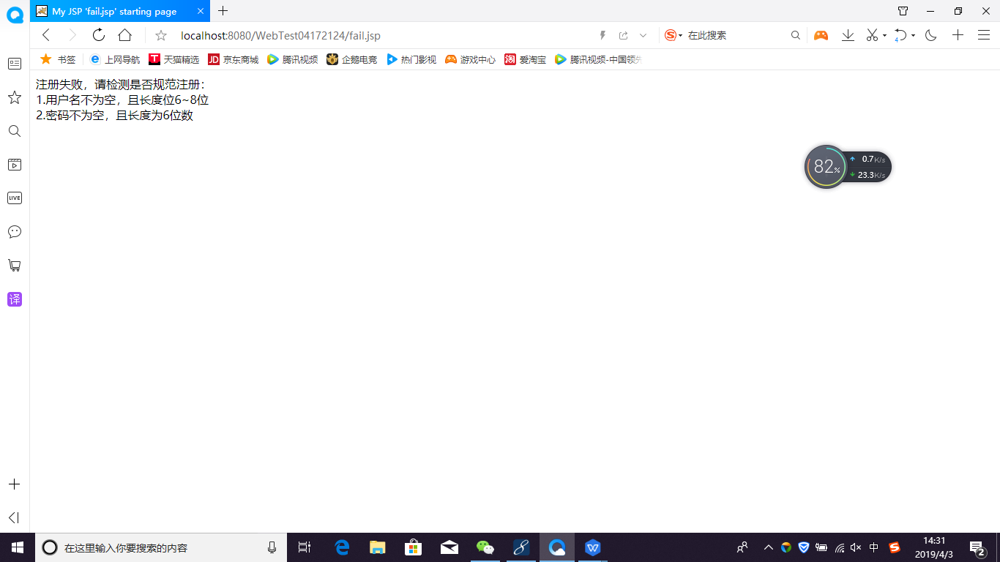 My JSP 'fail.jsp' starting page
localhost:8080/WebTest04172124/fail.jsp
在此搜索
4
书签
上网导航
天猫精选
JD 京东商城
腾讯视频
企鹅电竞
热门影视
游戏中心
淘 爱淘宝
腾讯视频-中国领先
注册失败，请检测是否规范注册：
1.用户名不为空，且长度位6~8位
2.密码不为空，且长度为6位数
82%
0.7K/s
23.3K/s
LIVE
译
在这里输入你要搜索的内容
中
14:31
2019/4/3
2